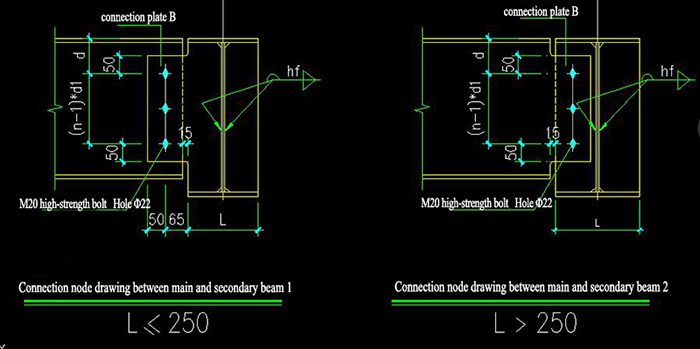 connection plate B
d
50
(n-1)*d1
50
15
hf
M20 high-strength bolt Hole Φ22
50 65 L
Connection node drawing between main and secondary beam 1
L ⩽ 250
connection plate B
d
50
(n-1)*d1
50
15
hf
M20 high-strength bolt Hole Φ22
L
Connection node drawing between main and secondary beam 2
L > 250